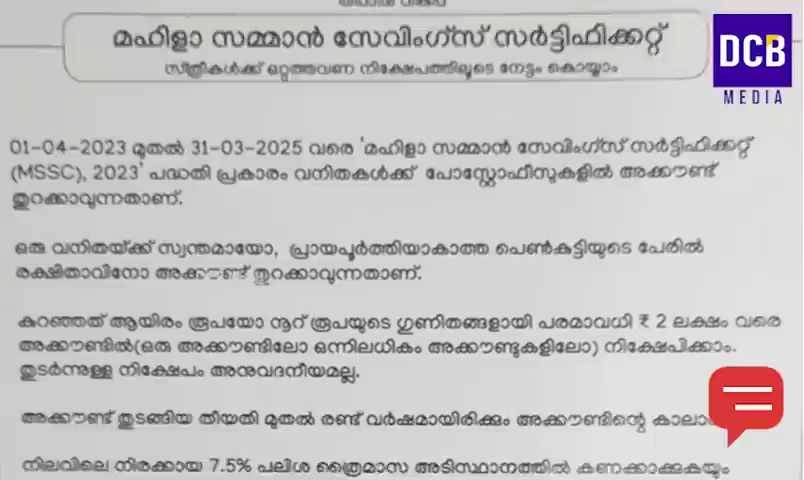 മഹിളാ സമ്മാൻ സേവിംഗ്സ് സർട്ടിഫിക്കറ്റ്
സ്ത്രീകൾക്ക് ഒറ്റത്തവണ നിക്ഷേപത്തിലൂടെ നേട്ടം കൊയ്യാം
DCB
MEDIA
01-04-2023 മുതൽ 31-03-2025 വരെ 'മഹിളാ സമ്മാൻ സേവിംഗ്സ് സർട്ടിഫിക്കറ്റ്
(MSSC), 2023' പദ്ധതി പ്രകാരം വനിതകൾക്ക് പോസ്റ്റോഫീസുകളിൽ അക്കൗണ്ട്
തുറക്കാവുന്നതാണ്.
ഒരു വനിതയ്ക്ക് സ്വന്തമായോ, പ്രായപൂർത്തിയാകാത്ത പെൺകുട്ടിയുടെ പേരിൽ
രക്ഷിതാവിനോ അക്കൗണ്ട് തുറക്കാവുന്നതാണ്.
കുറഞ്ഞത് ആയിരം രൂപയോ നൂറ് രൂപയുടെ ഗുണിതങ്ങളായി പരമാവധി ₹ 2 ലക്ഷം വരെ
അക്കൗണ്ടിൽ(ഒരു അക്കൗണ്ടിലോ ഒന്നിലധികം അക്കൗണ്ടുകളിലോ) നിക്ഷേപിക്കാം.
തുടർന്നുള്ള നിക്ഷേപം അനുവദനീയമല്ല.
അക്കൗണ്ട് തുടങ്ങിയ തീയതി മുതൽ രണ്ട് വർഷമായിരിക്കും അക്കൗണ്ടിന്റെ
നിലവിലെ നിരക്കായ 7.5% പലിശ ത്രൈമാസ അടിസ്ഥാനത്തിൽ കണക്കാക്കുകയും